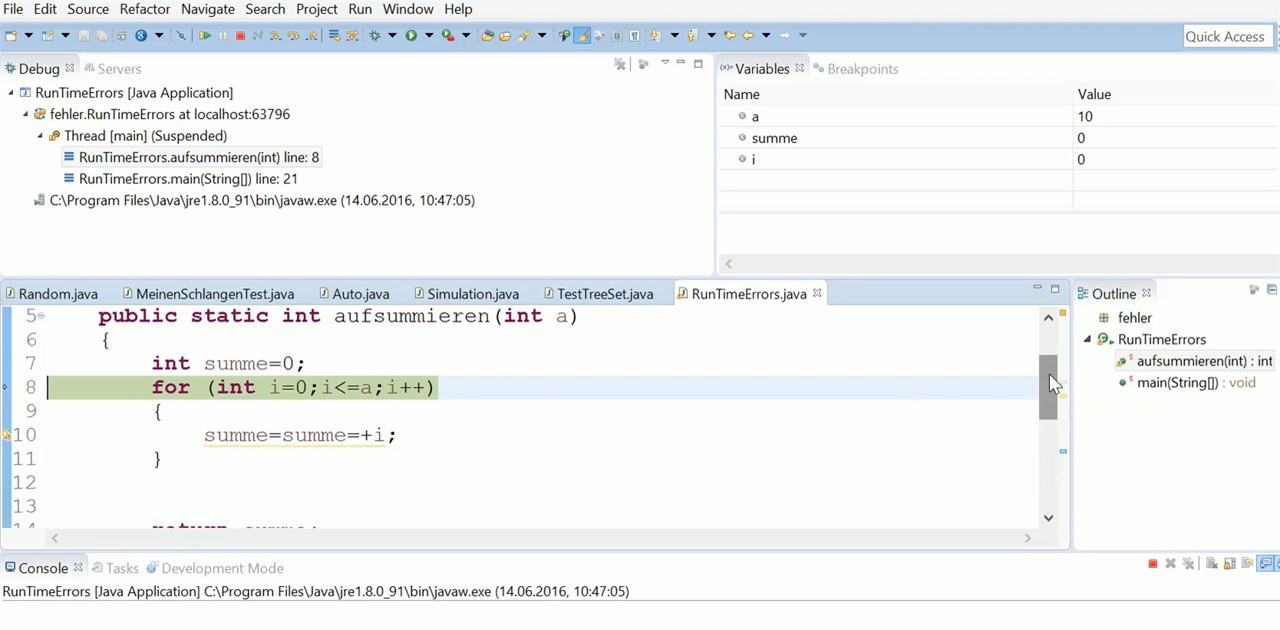 File Edit Source Refactor Navigate Search Project Run Window Help
Quick Access
Debug Servers
RunTimeErrors [Java Application]
fehler.RunTimeErrors at localhost:63796
Thread [main] (Suspended)
RunTimeErrors.aufsummieren(int) line: 8
RunTimeErrors.main(String[]) line: 21
C:\Program Files\Java\jre1.8.0_91\bin\javaw.exe (14.06.2016, 10:47:05)
(x)= Variables Breakpoints
Name Value
a 10
summe 0
i 0
Random.java MeinenSchlangenTest.java Auto.java Simulation.java TestTreeSet.java RunTimeErrors.java
5 public static int aufsummieren(int a)
6 {
7 int summe=0;
8 for (int i=0;i<=a;i++)
9 {
10 summe=summe=+i;
11 }
12
13
14 return summe;
Outline
fehler
RunTimeErrors
aufsummieren(int) : int
main(String[]) : void
Console Tasks Development Mode
RunTimeErrors [Java Application] C:\Program Files\Java\jre1.8.0_91\bin\javaw.exe (14.06.2016, 10:47:05)